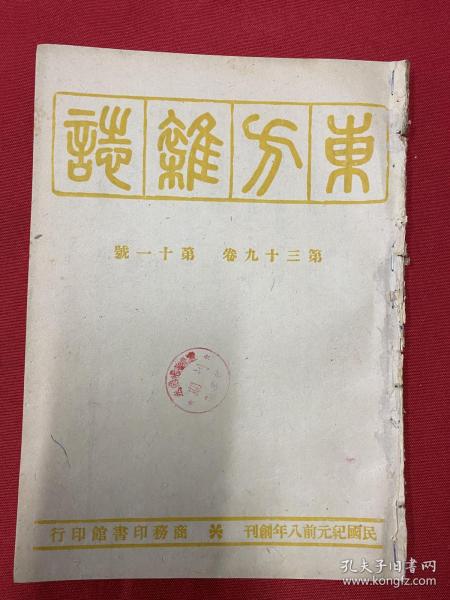 東方雜誌
第三十九卷 第十一號
民國紀元前八年創刊 商務印書館印行
孔夫子旧书网
www.kongfz.com